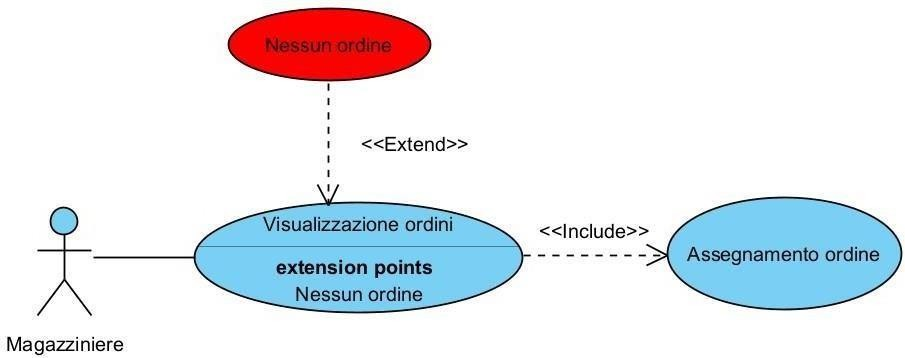 Nessun ordine
<<Extend>>
Visualizzazione ordini
<<Include>>
Assegnamento ordine
extension points
Nessun ordine
Magazziniere